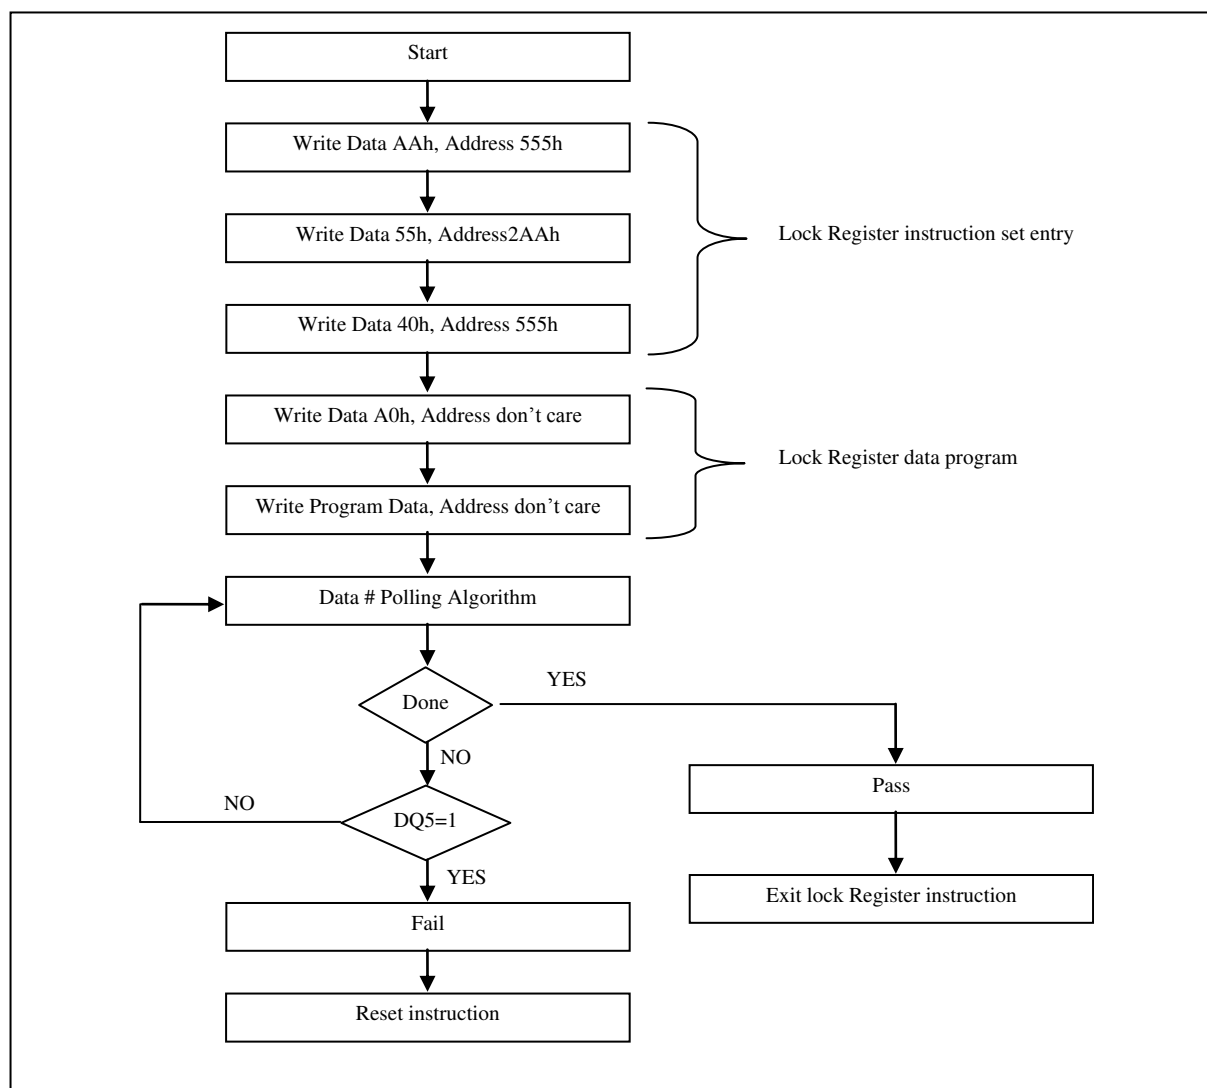 Start
Write Data AAh, Address 555h
Write Data 55h, Address2AAh
Lock Register instruction set entry
Write Data 40h, Address 555h
Write Data A0h, Address don’t care
Lock Register data program
Write Program Data, Address don’t care
Data # Polling Algorithm
YES
Done
NO
Pass
NO
DQ5=1
YES
Exit lock Register instruction
Fail
Reset instruction